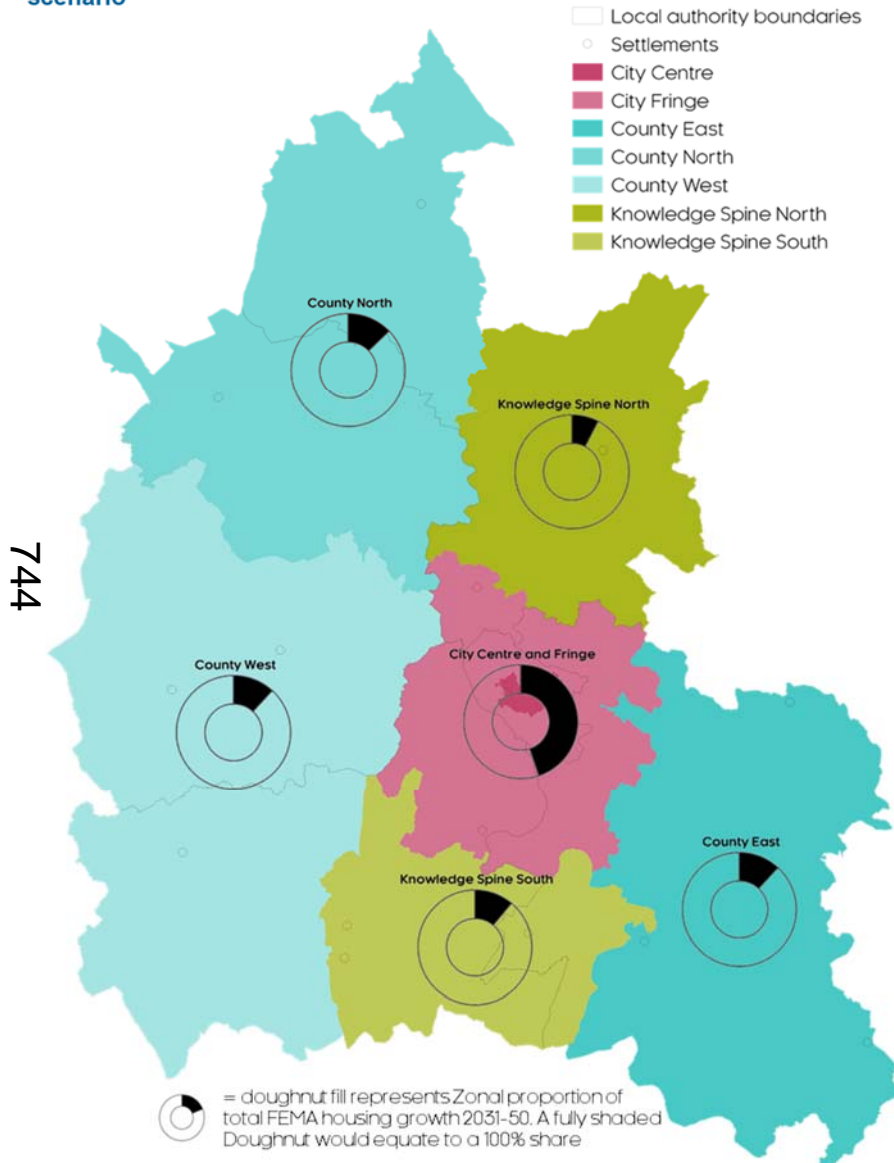 scenario
Local authority boundaries
Settlements
City Centre
City Fringe
County East
County North
County West
Knowledge Spine North
Knowledge Spine South
County North
Knowledge Spine North
744
County West
City Centre and Fringe
County East
Knowledge Spine South
= doughnut fill represents Zonal proportion of
total FEMA housing growth 2031-50. A fully shaded
Doughnut would equate to a 100% share